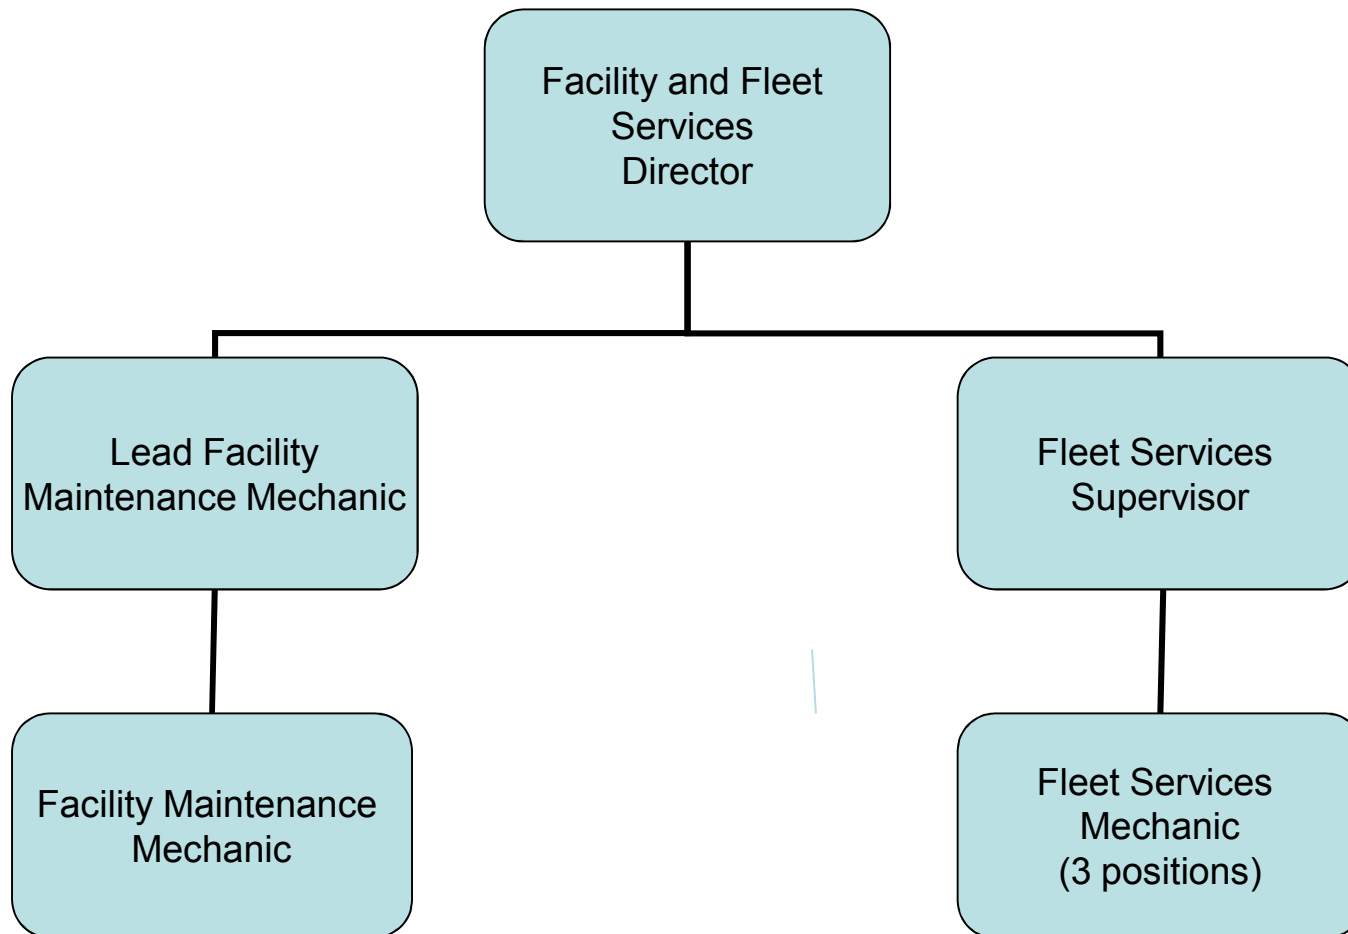 Facility and Fleet
Services
Director
Lead Facility
Maintenance Mechanic
Fleet Services
Supervisor
Facility Maintenance
Mechanic
Fleet Services
Mechanic
(3 positions)